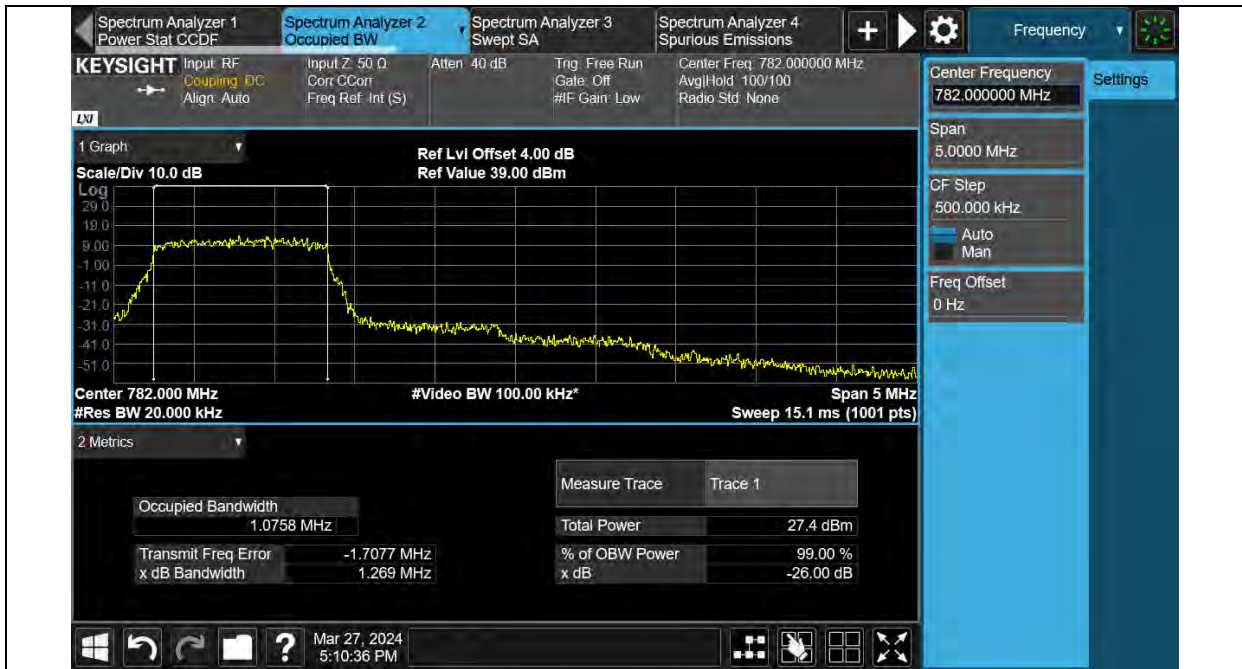 Spectrum Analyzer 1
Power Stat CCDF
Spectrum Analyzer 2
Occupied BW
Spectrum Analyzer 3
Swept SA
Spectrum Analyzer 4
Spurious Emissions
+
Frequency
KEYSIGHT
Input: RF
Coupling: DC
Align: Auto
Input Z: 50 Ω
Corr CCorr
Freq Ref: Int (S)
Atten: 40 dB
Trig: Free Run
Gate: Off
#IF Gain: Low
Center Freq: 782.000000 MHz
Avg|Hold: 100/100
Radio Std: None
LXI
Center Frequency
782.000000 MHz
Settings
Span
5.0000 MHz
CF Step
500.000 kHz
Auto
Man
Freq Offset
0 Hz
1 Graph
Scale/Div 10.0 dB
Ref Lvl Offset 4.00 dB
Ref Value 39.00 dBm
Log
29.0
19.0
9.00
-1.00
-11.0
-21.0
-31.0
-41.0
-51.0
Center 782.000 MHz
#Video BW 100.00 kHz*
Span 5 MHz
#Res BW 20.000 kHz
Sweep 15.1 ms (1001 pts)
2 Metrics
Measure Trace
Trace 1
Occupied Bandwidth
1.0758 MHz
Total Power
27.4 dBm
Transmit Freq Error
-1.7077 MHz
% of OBW Power
99.00 %
x dB Bandwidth
1.269 MHz
x dB
-26.00 dB
?
Mar 27, 2024
5:10:36 PM